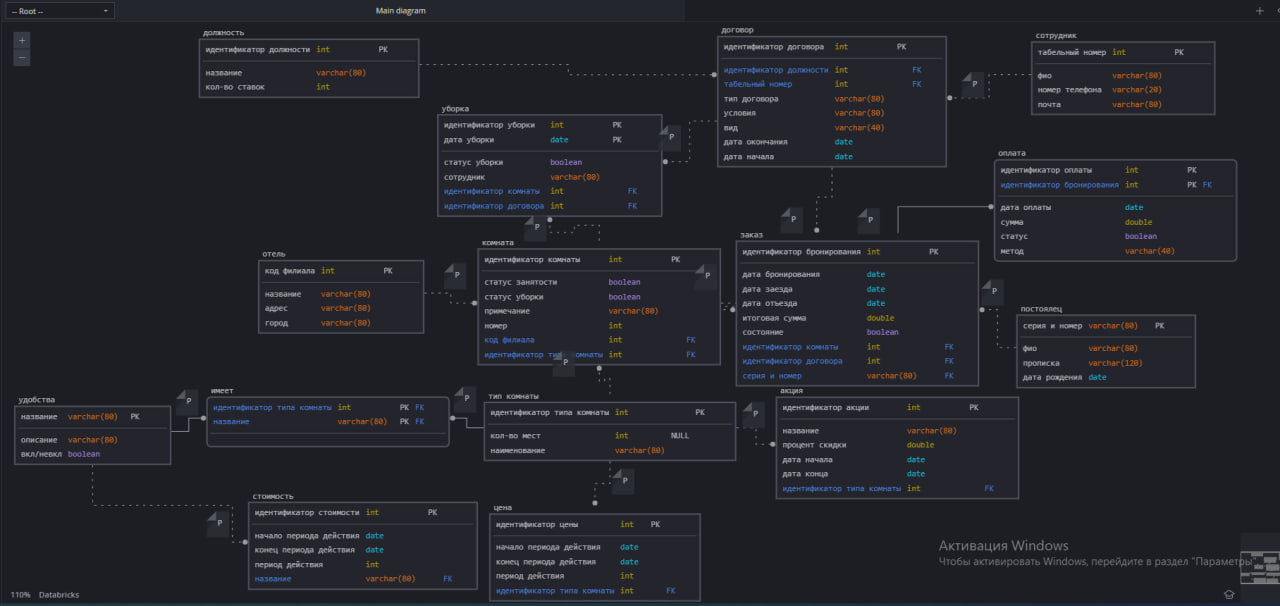 -- Root --
Main diagram
должность
идентификатор должности int PK
название varchar(80)
кол-во ставок int
договор
идентификатор договора int PK
идентификатор должности int FK
табельный номер int FK
тип договора varchar(80)
условия varchar(80)
вид varchar(40)
дата окончания date
дата начала date
сотрудник
табельный номер int PK
фио varchar(80)
номер телефона varchar(20)
почта varchar(80)
P
уборка
идентификатор уборки int PK
дата уборки date PK
статус уборки boolean
сотрудник varchar(80)
идентификатор комнаты int FK
идентификатор договора int FK
P
оплата
идентификатор оплаты int PK
идентификатор бронирования int PK FK
дата оплаты date
сумма double
статус boolean
метод varchar(40)
P
P
P
отель
код филиала int PK
название varchar(80)
адрес varchar(80)
город varchar(80)
P
комната
идентификатор комнаты int PK
статус занятости boolean
статус уборки boolean
примечание varchar(80)
номер int
код филиала int FK
идентификатор типа комнаты int FK
P
P
заказ
идентификатор бронирования int PK
дата бронирования date
дата заезда date
дата отъезда date
итоговая сумма double
состояние boolean
идентификатор комнаты int FK
идентификатор договора int FK
серия и номер varchar(80) FK
P
постоялец
серия и номер varchar(80) PK
фио varchar(80)
прописка varchar(120)
дата рождения date
удобства
название varchar(80) PK
описание varchar(80)
вкл/невкл boolean
P
имеет
идентификатор типа комнаты int PK FK
название varchar(80) PK FK
P
тип комнаты
идентификатор типа комнаты int PK
кол-во мест int NULL
наименование varchar(80)
P
акция
идентификатор акции int PK
название varchar(80)
процент скидки double
дата начала date
дата конца date
идентификатор типа комнаты int FK
P
P
стоимость
идентификатор стоимости int PK
начало периода действия date
конец периода действия date
период действия int
название varchar(80) FK
цена
идентификатор цены int PK
начало периода действия date
конец периода действия date
период действия int
идентификатор типа комнаты int FK
Активация Windows
Чтобы активировать Windows, перейдите в раздел "Параметры".
110% Databricks